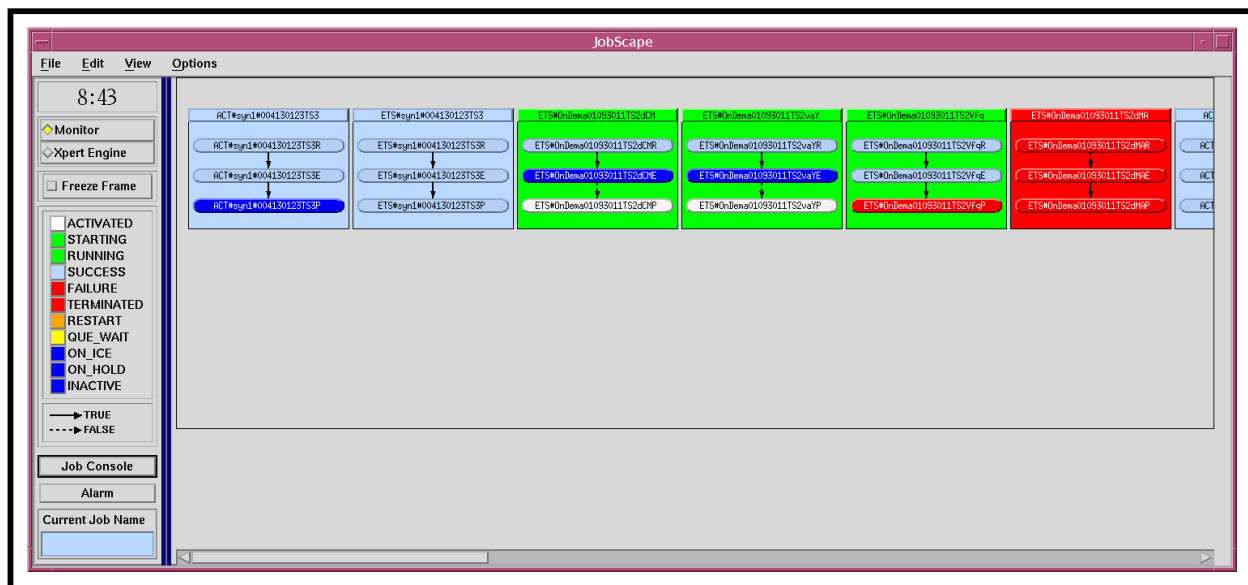 JobScape
File Edit View Options
8:43
Monitor
Xpert Engine
Freeze Frame
ACTIVATED
STARTING
RUNNING
SUCCESS
FAILURE
TERMINATED
RESTART
QUE_WAIT
ON_ICE
ON_HOLD
INACTIVE
TRUE
FALSE
Job Console
Alarm
Current Job Name
ACT#syn1#004130123TS3 ETS#syn1#004130123TS3 ETS#OnDema01093011TS2dCM ETS#OnDema01093011TS2vaY ETS#OnDema01093011TS2Vfq ETS#OnDema01093011TS2dMA AC
ACT#syn1#004130123TS3R ETS#syn1#004130123TS3R ETS#OnDema01093011TS2dCMR ETS#OnDema01093011TS2vaYR ETS#OnDema01093011TS2VfqR ETS#OnDema01093011TS2dMAR ACT
ACT#syn1#004130123TS3E ETS#syn1#004130123TS3E ETS#OnDema01093011TS2dCME ETS#OnDema01093011TS2vaYE ETS#OnDema01093011TS2VfqE ETS#OnDema01093011TS2dMAE ACT
ACT#syn1#004130123TS3P ETS#syn1#004130123TS3P ETS#OnDema01093011TS2dCMP ETS#OnDema01093011TS2vaYP ETS#OnDema01093011TS2VfqP ETS#OnDema01093011TS2dMAP ACT